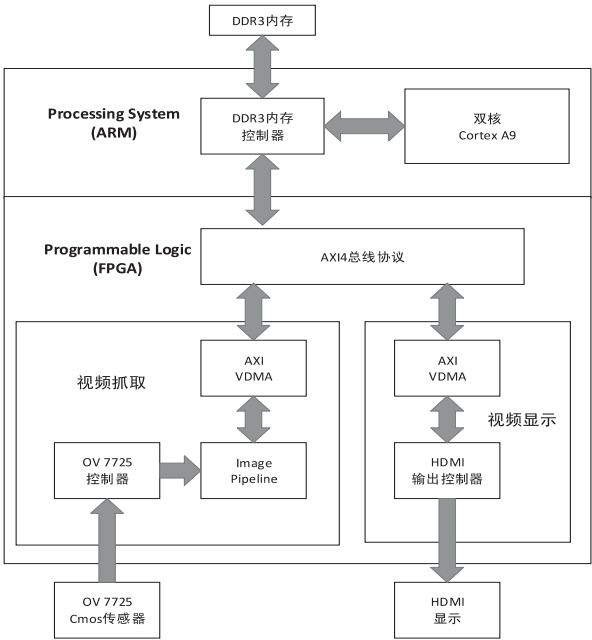 DDR3内存
Processing System
(ARM)
DDR3内存
控制器
双核
Cortex A9
Programmable Logic
(FPGA)
AXI4总线协议
视频抓取
AXI
VDMA
AXI
VDMA
视频显示
OV 7725
控制器
Image
Pipeline
HDMI
输出控制器
OV 7725
Cmos传感器
HDMI
显示